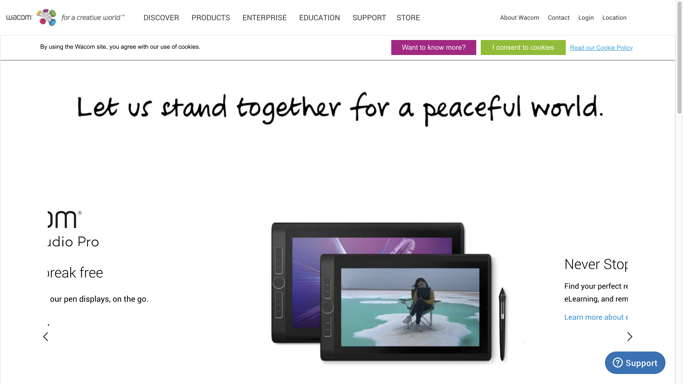 wacom for a creative world™
DISCOVER PRODUCTS ENTERPRISE EDUCATION SUPPORT STORE
About Wacom Contact Login Location
By using the Wacom site, you agree with our use of cookies.
Want to know more?
I consent to cookies
Read our Cookie Policy
Let us stand together for a peaceful world.
om®
udio Pro
break free
our pen displays, on the go.
Never Stop
Find your perfect re
eLearning, and rem
Learn more about e
Support